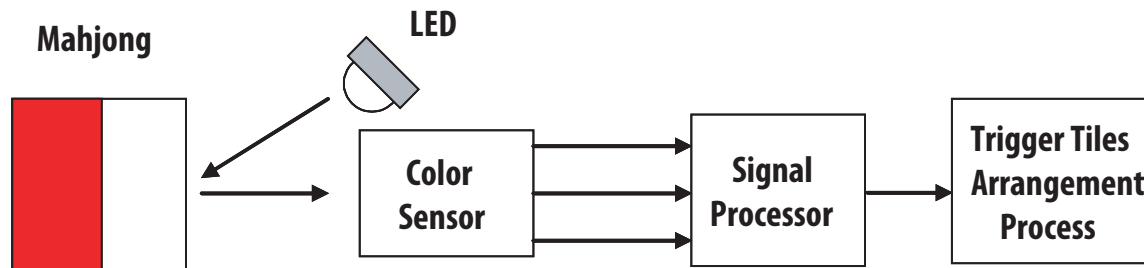 LED
Mahjong
Color
Sensor
Signal
Processor
Trigger Tiles
Arrangement
Process